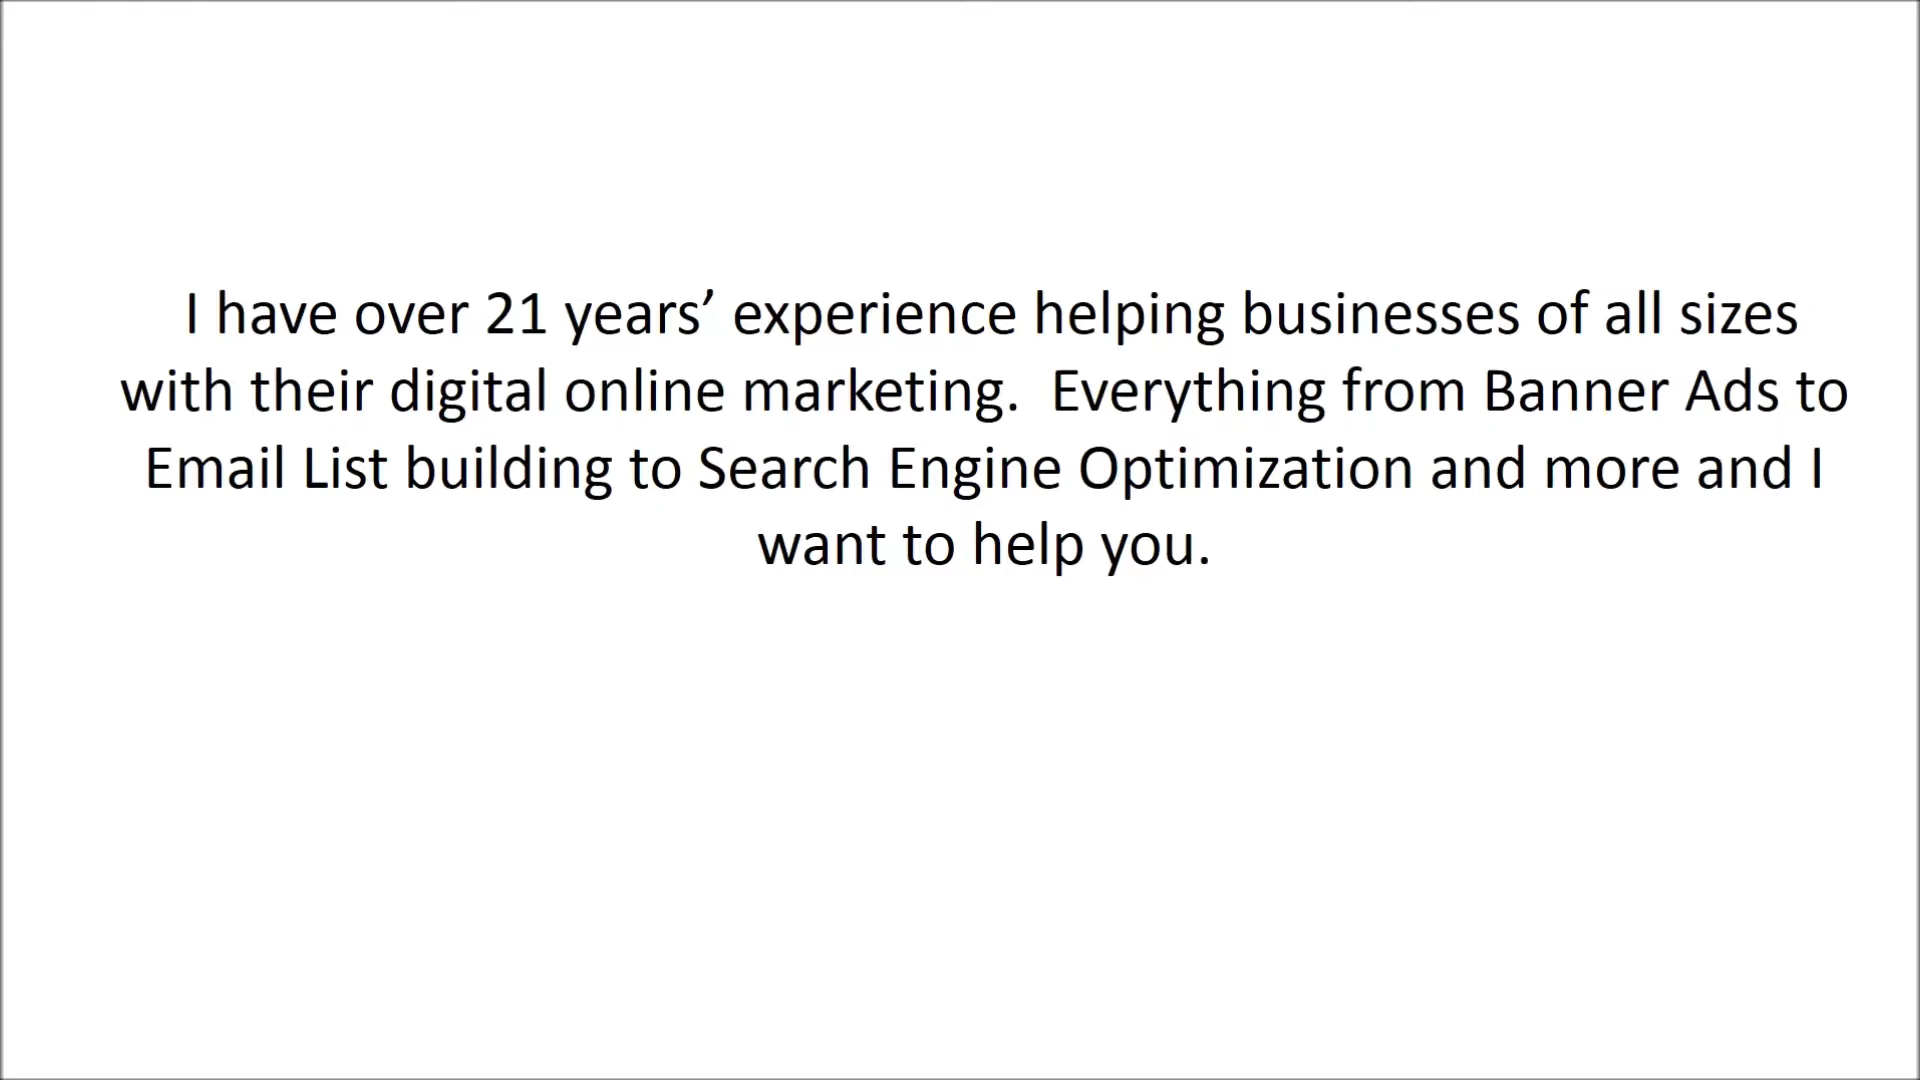 I have over 21 years’ experience helping businesses of all sizes
with their digital online marketing.  Everything from Banner Ads to
Email List building to Search Engine Optimization and more and I
want to help you.